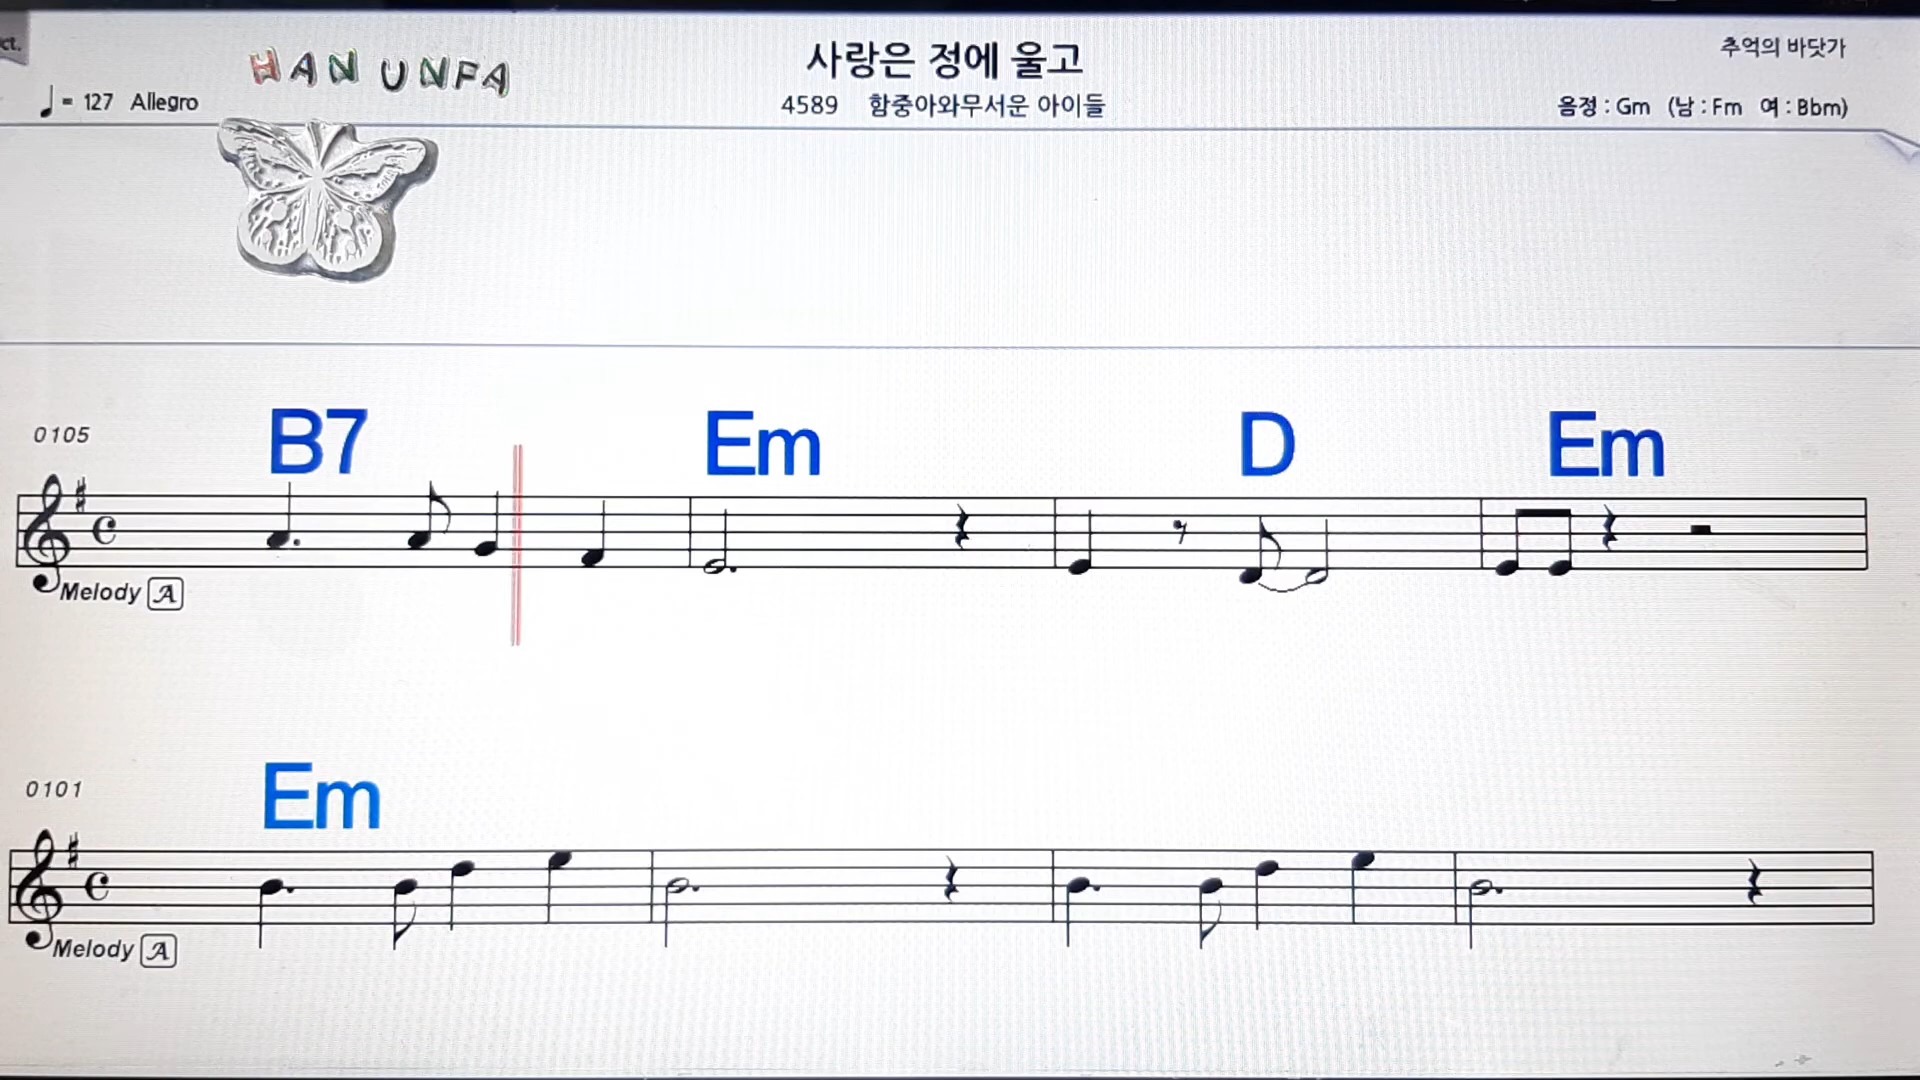 ct.
HAN UNFA
사랑은 정에 울고
추억의 바닷가
♩= 127 Allegro
4589 함중아와무서운 아이들
음정 : Gm (남 : Fm 여 : Bbm)
0105
B7 Em D Em
Melody A
0101
Em
Melody A